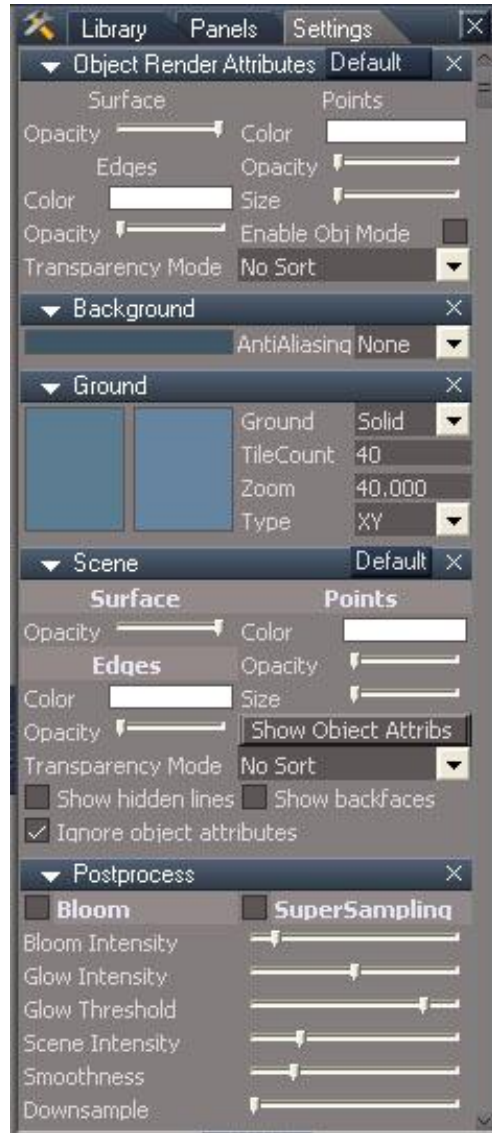 Library Panels Settings
Object Render Attributes Default
Surface Points
Opacity Color
Edges Opacity
Color Size
Opacity Enable Obj Mode
Transparency Mode No Sort
Background
AntiAliasing None
Ground
Ground Solid
TileCount 40
Zoom 40.000
Type XY
Scene Default
Surface Points
Opacity Color
Edges Opacity
Color Size
Opacity Show Object Attribs
Transparency Mode No Sort
Show hidden lines Show backfaces
Ignore object attributes
Postprocess
Bloom SuperSampling
Bloom Intensity
Glow Intensity
Glow Threshold
Scene Intensity
Smoothness
Downsample